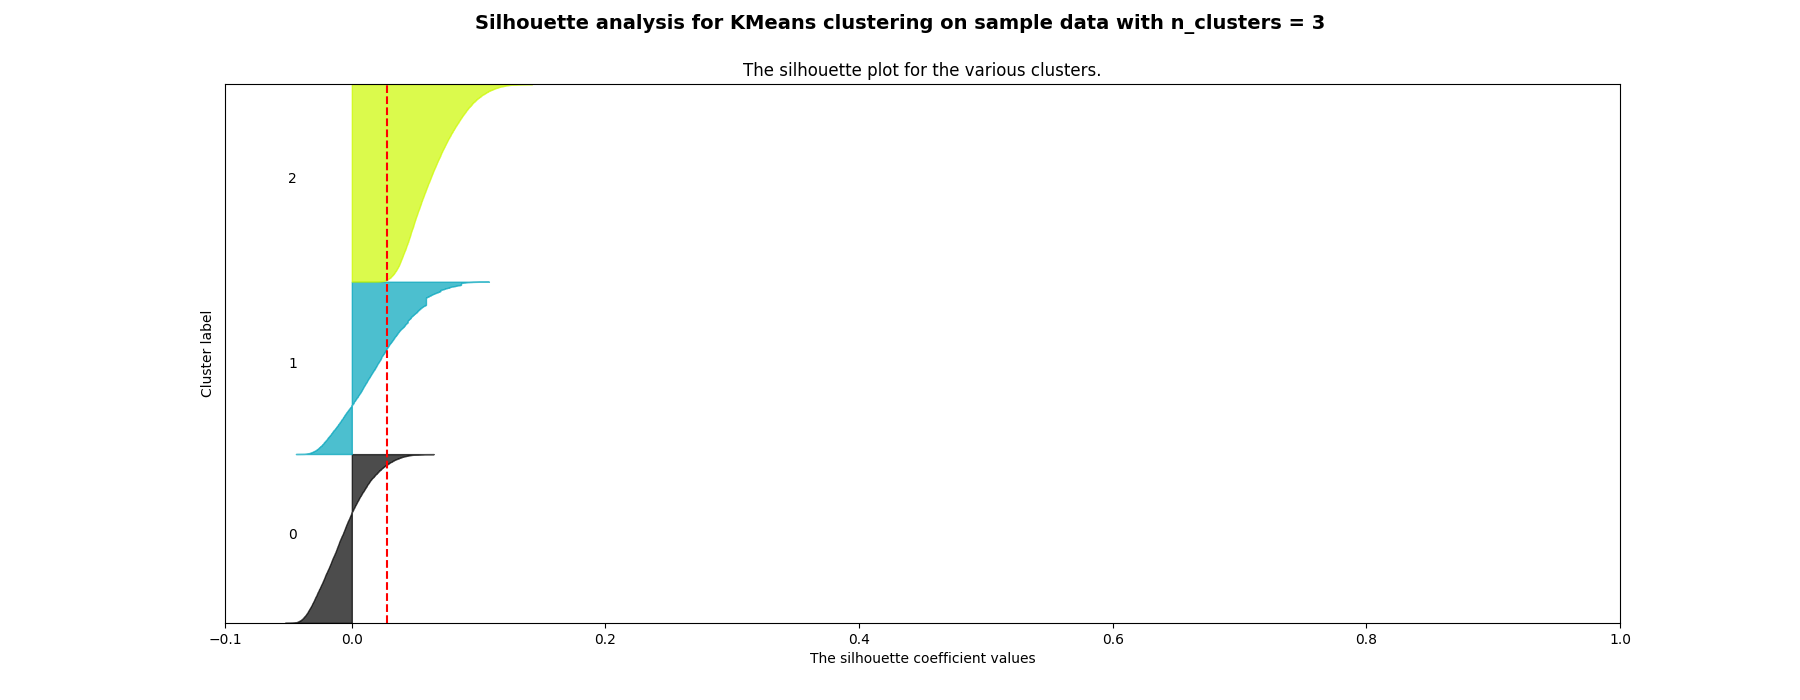 Silhouette analysis for KMeans clustering on sample data with n_clusters = 3
The silhouette plot for the various clusters.
2
1
0
Cluster label
−0.1 0.0 0.2 0.4 0.6 0.8 1.0
The silhouette coefficient values